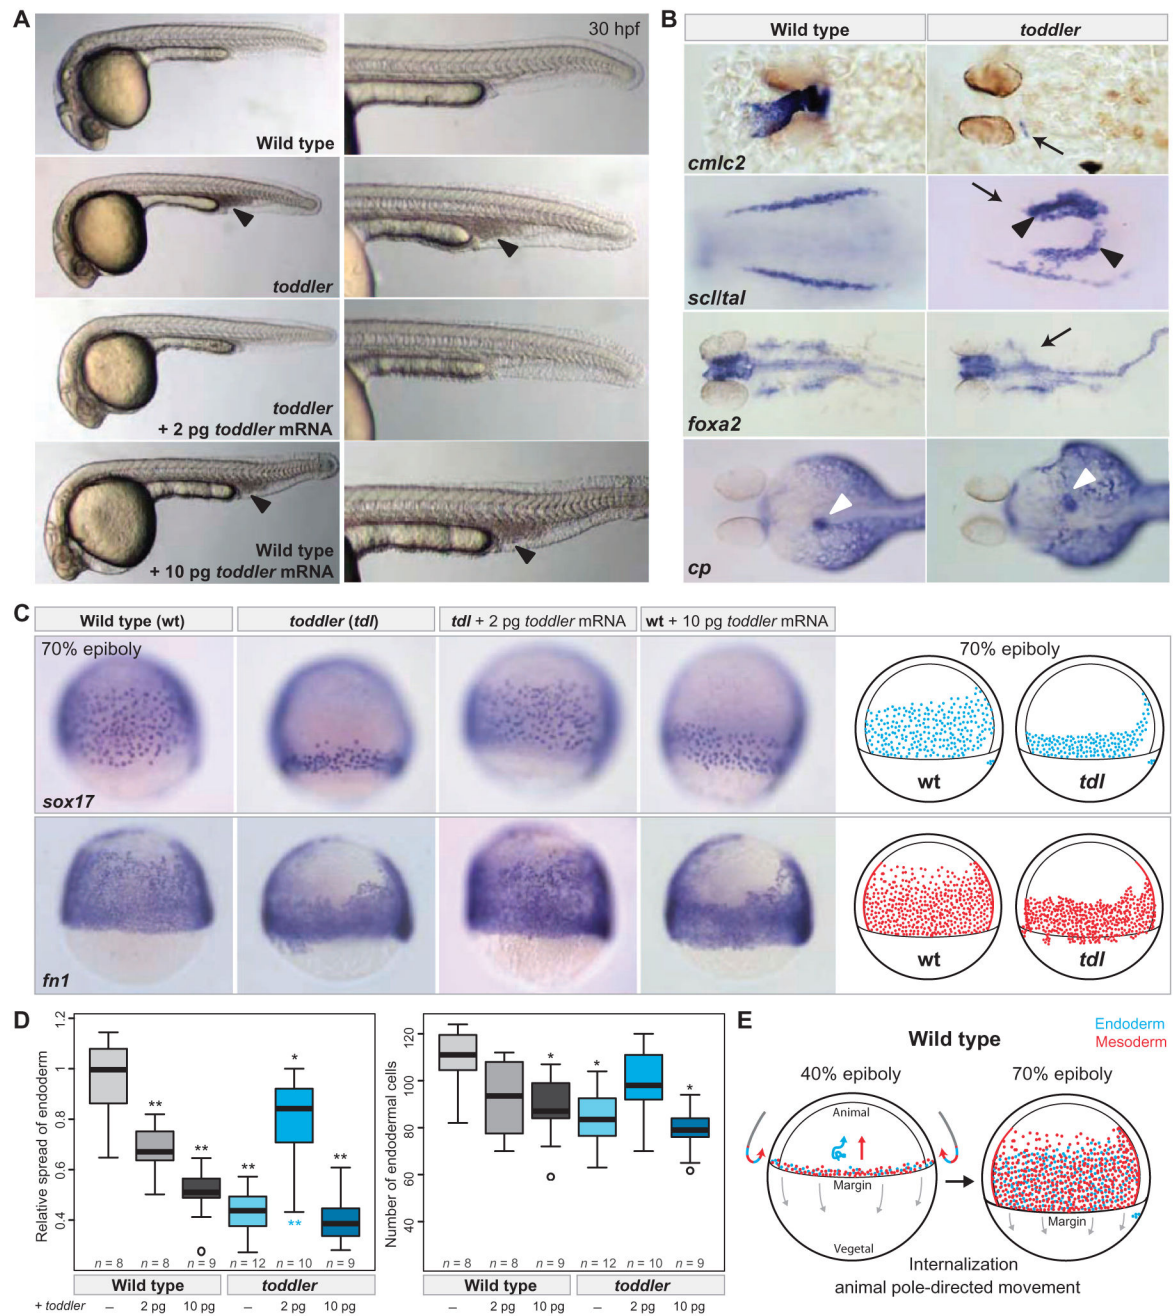 A
30 hpf
Wild type
toddler
toddler
+ 2 pg toddler mRNA
Wild type
+ 10 pg toddler mRNA
B
Wild type
toddler
cmlc2
scl/tal
foxa2
cp
C
Wild type (wt)
toddler (tdl)
tdl + 2 pg toddler mRNA
wt + 10 pg toddler mRNA
70% epiboly
70% epiboly
wt
tdl
sox17
wt
tdl
fn1
D
Relative spread of endoderm
1.2
1
0.8
0.6
0.4
**
**
**
*
**
**
n = 8
n = 8
n = 9
n = 12
n = 10
n = 9
Wild type
toddler
+ toddler
–
2 pg
10 pg
–
2 pg
10 pg
Number of endodermal cells
120
100
80
60
40
*
*
*
n = 8
n = 8
n = 9
n = 12
n = 10
n = 9
Wild type
toddler
–
2 pg
10 pg
–
2 pg
10 pg
E
Endoderm
Mesoderm
Wild type
40% epiboly
70% epiboly
Animal
Margin
Vegetal
Margin
Internalization
animal pole-directed movement